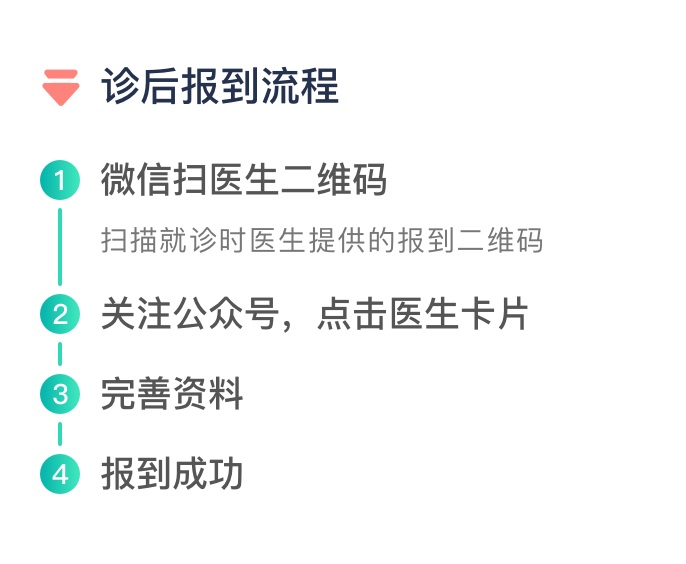 诊后报到流程
1 微信扫医生二维码
扫描就诊时医生提供的报到二维码
2 关注公众号，点击医生卡片
3 完善资料
4 报到成功